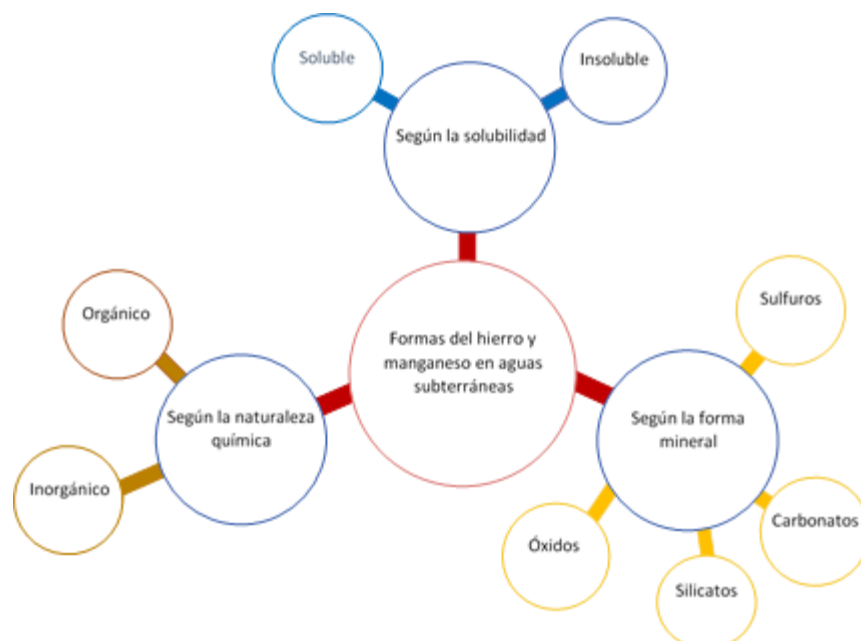 Soluble
Insoluble
Según la solubilidad
Orgánico
Sulfuros
Formas del hierro y
manganeso en aguas
subterráneas
Según la naturaleza
química
Según la forma
mineral
Inorgánico
Carbonatos
Óxidos
Silicatos